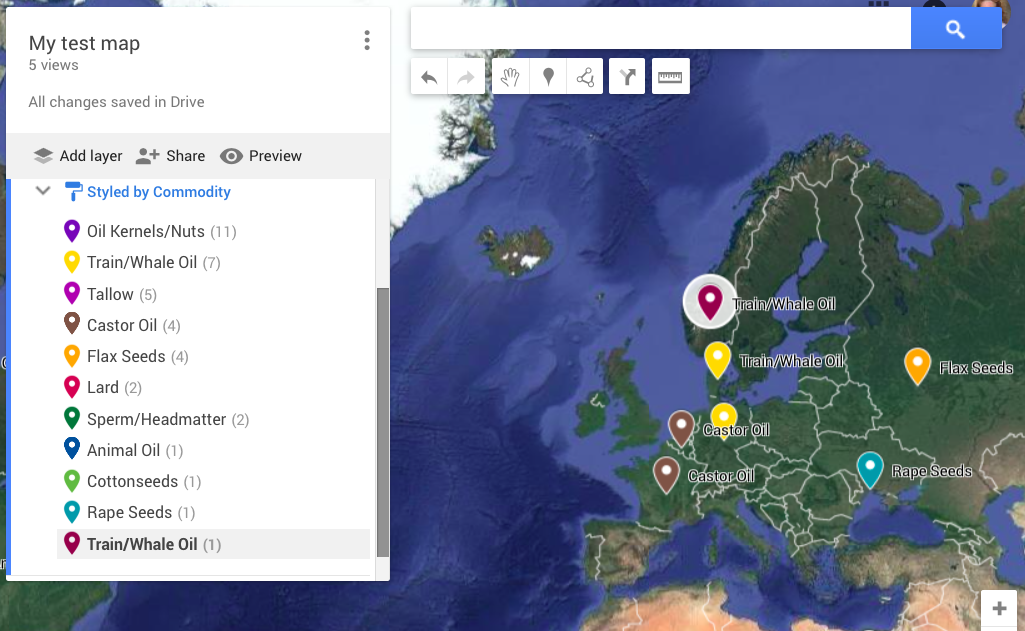 My test map
5 views
All changes saved in Drive
Add layer Share Preview
Styled by Commodity
Oil Kernels/Nuts (11)
Train/Whale Oil (7)
Tallow (5)
Castor Oil (4)
Flax Seeds (4)
Lard (2)
Sperm/Headmatter (2)
Animal Oil (1)
Cottonseeds (1)
Rape Seeds (1)
Train/Whale Oil (1)
Train/Whale Oil
Train/Whale Oil
Flax Seeds
Castor Oil
Rape Seeds
Castor Oil